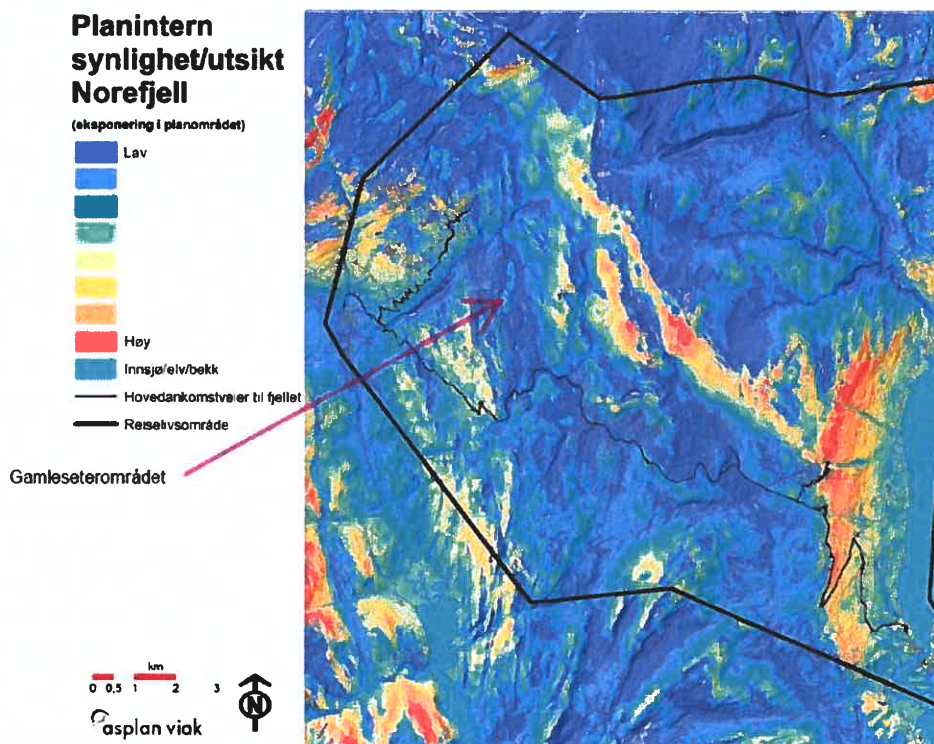 Planintern
synlighet/utsikt
Norefjell
(eksponering i planområdet)
Lav
Høy
Innsjø/elv/bekk
Hovedankomstveier til fjellet
Reiselivsområde
Gamleseterområdet
km
0 0,5 1 2 3
N
asplan viak